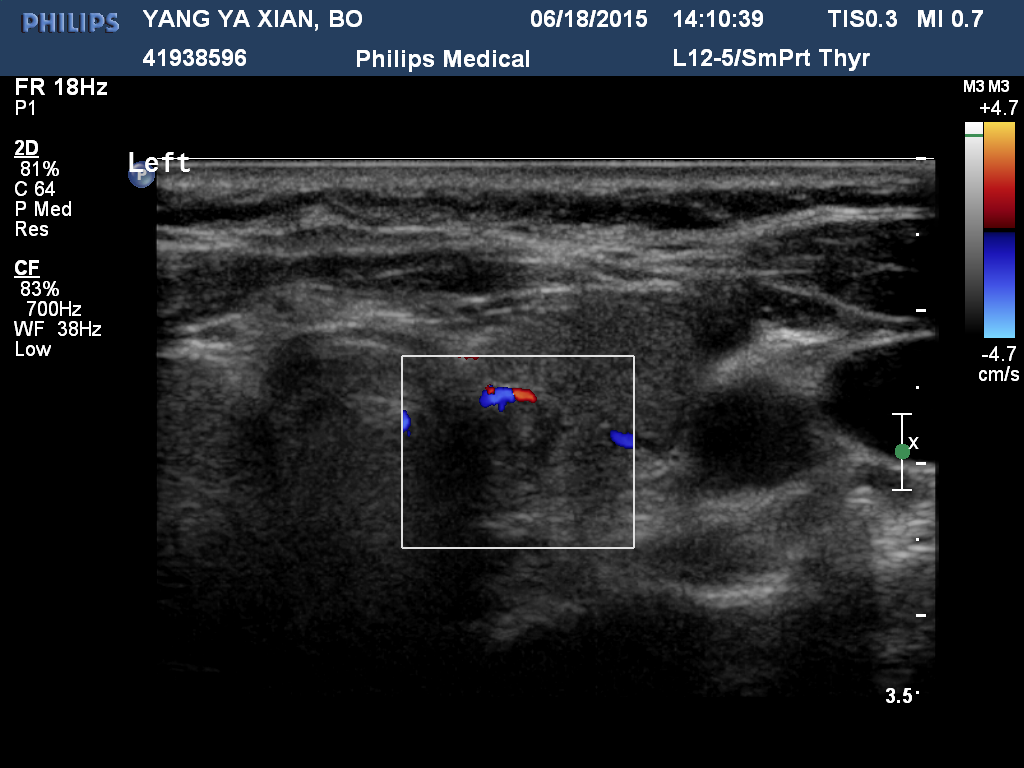 PHILIPS YANG YA XIAN, BO 06/18/2015 14:10:39 TIS0.3 MI 0.7
41938596 Philips Medical L12-5/SmPrt Thyr
FR 18Hz
P1
2D
81%
C 64
P Med
Res
CF
83%
700Hz
WF 38Hz
Low
Left
P
M3 M3
+4.7
-4.7
cm/s
x
3.5